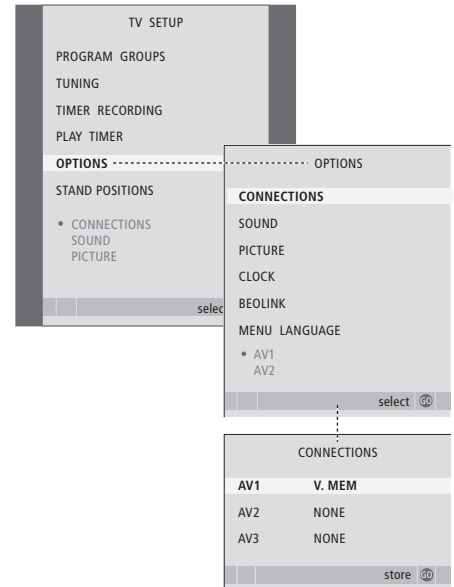 TV SETUP
PROGRAM GROUPS
TUNING
TIMER RECORDING
PLAY TIMER
OPTIONS
STAND POSITIONS
• CONNECTIONS
SOUND
PICTURE
OPTIONS
CONNECTIONS
SOUND
PICTURE
CLOCK
BEOLINK
MENU LANGUAGE
• AV1
AV2
select GO
CONNECTIONS
AV1 V. MEM
AV2 NONE
AV3 NONE
store GO